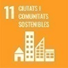 11 CIUTATS I
COMUNITATS
SOSTENIBLES